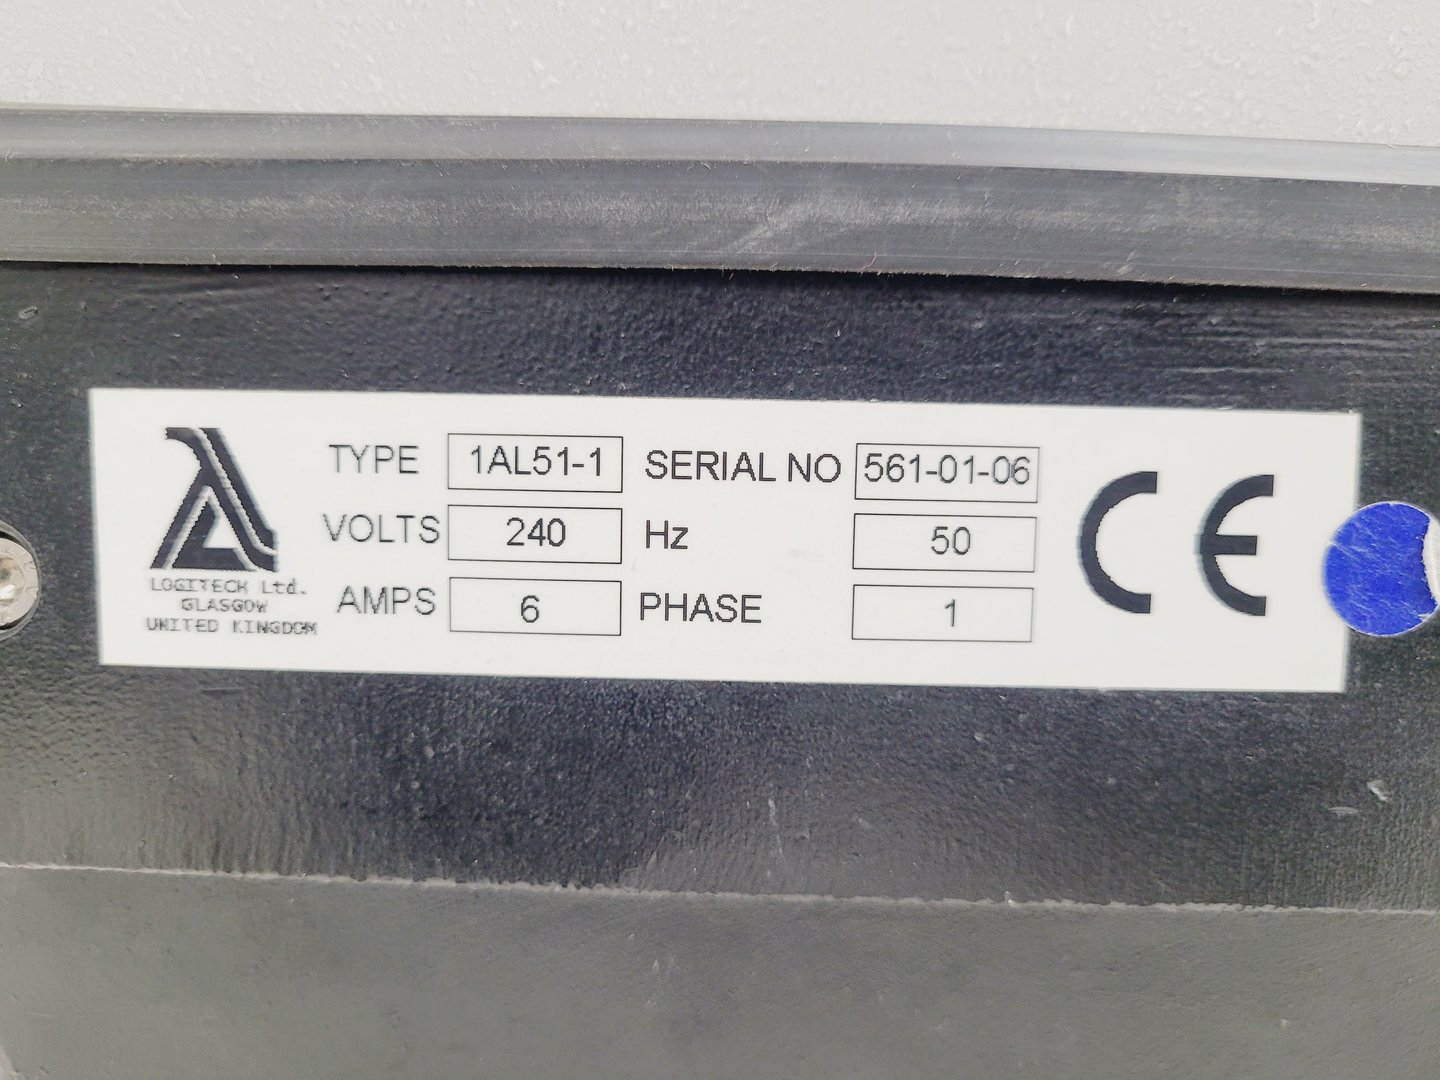 TYPE 1AL51-1 SERIAL NO 561-01-06
VOLTS 240 Hz 50
AMPS 6 PHASE 1
LOGITECH Ltd.
GLASGOW
UNITED KINGDOM
CE